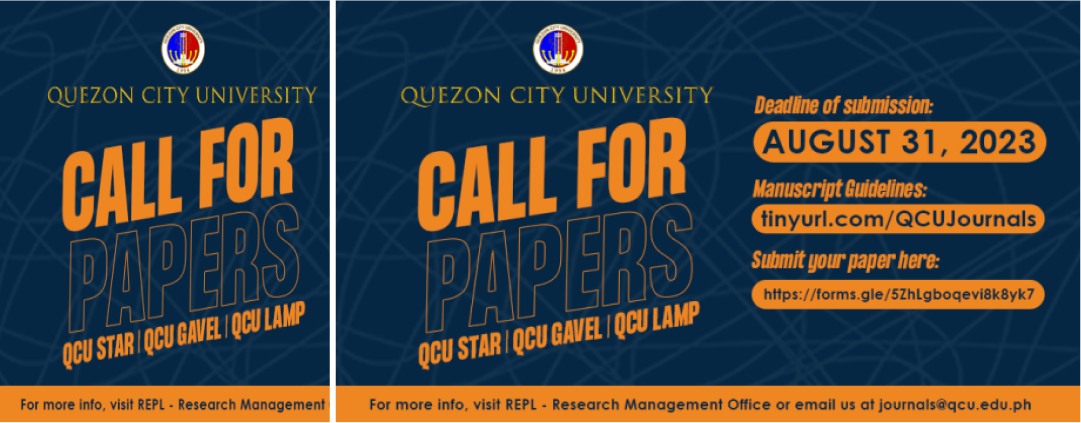 1994
QUEZON CITY UNIVERSITY
CALL FOR
PAPERS
QCU STAR | QCU GAVEL | QCU LAMP
For more info, visit REPL - Research Management
1994
QUEZON CITY UNIVERSITY
CALL FOR
PAPERS
QCU STAR | QCU GAVEL | QCU LAMP
Deadline of submission:
AUGUST 31, 2023
Manuscript Guidelines:
tinyurl.com/QCUJournals
Submit your paper here:
https://forms.gle/5ZhLgboqevi8k8yk7
For more info, visit REPL - Research Management Office or email us at journals@qcu.edu.ph